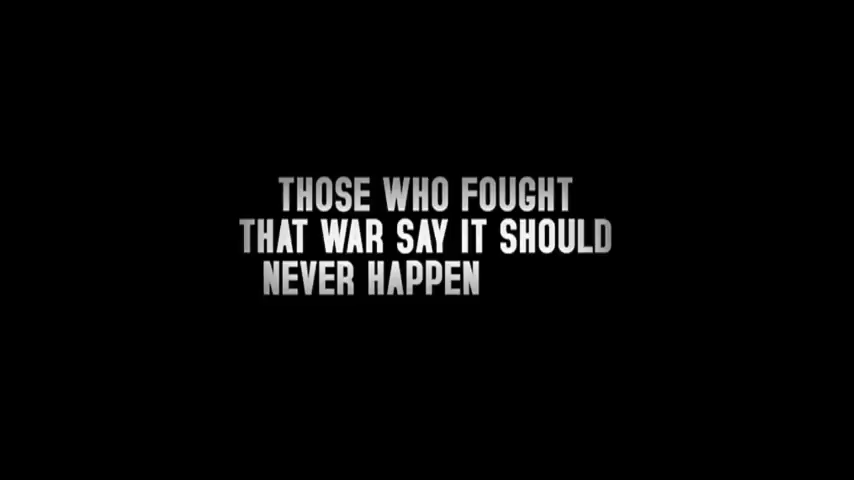 THOSE WHO FOUGHT
THAT WAR SAY IT SHOULD
NEVER HAPPEN